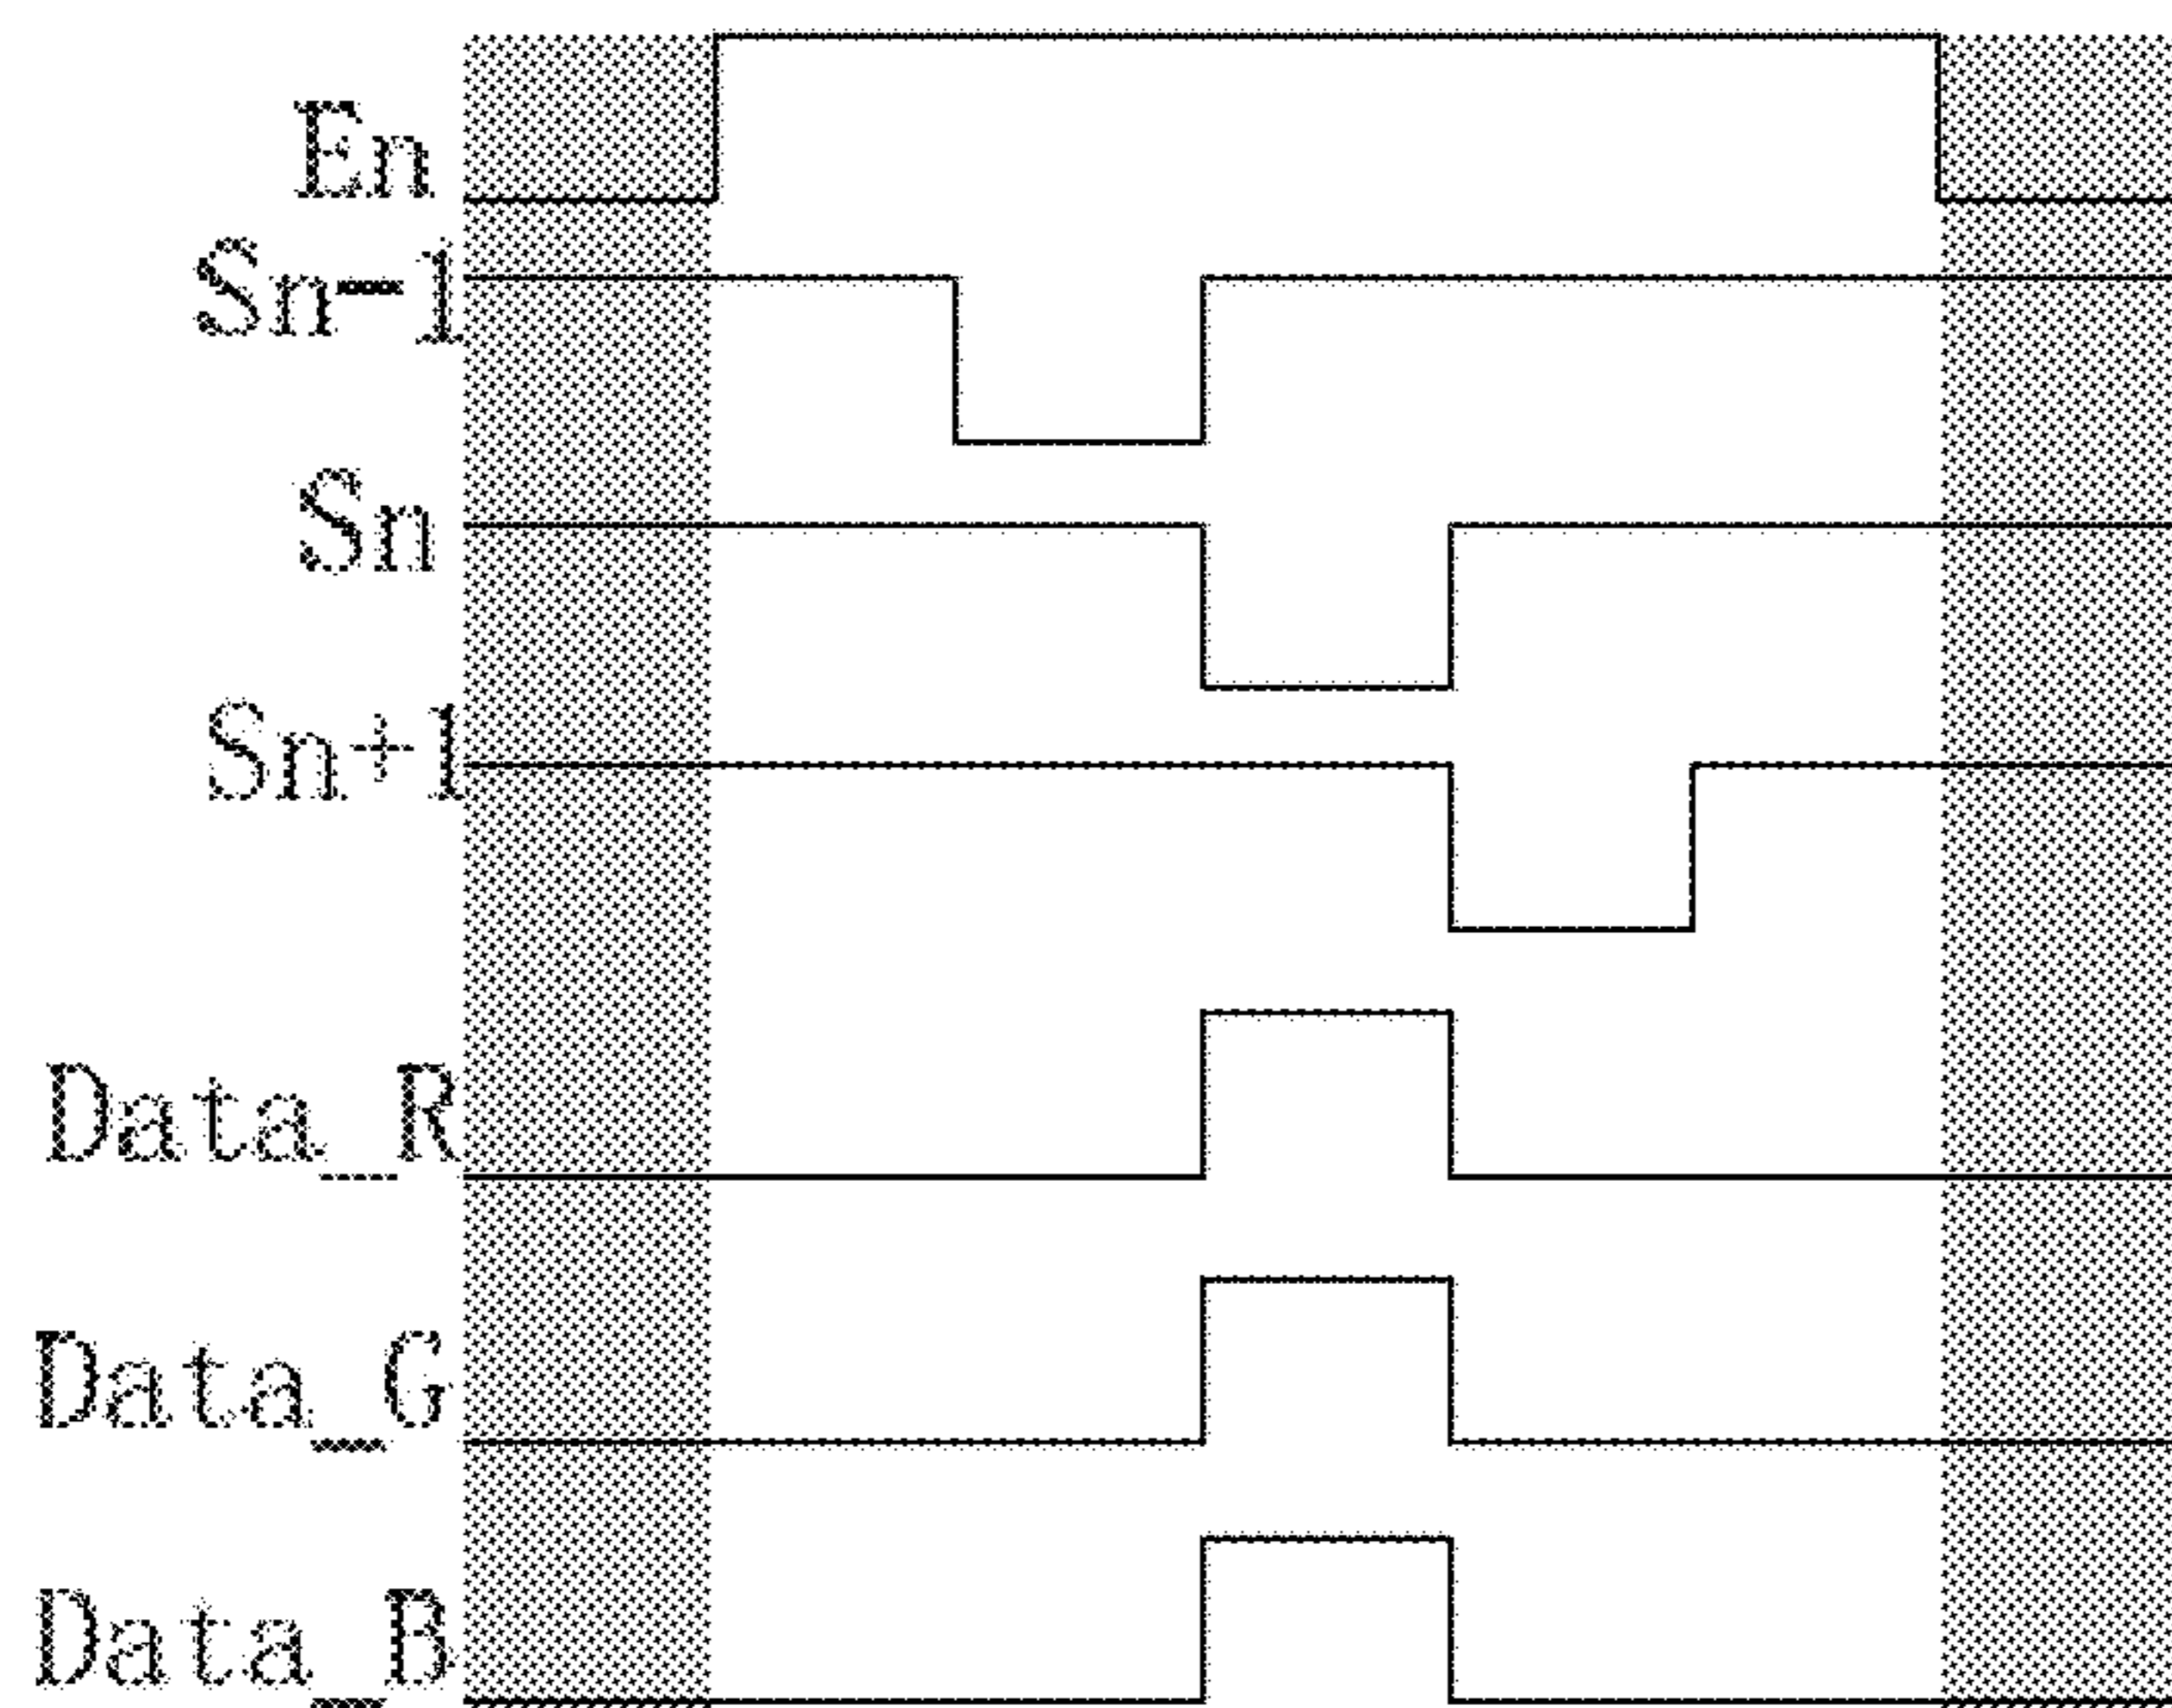 En
Sn-1
Sn
Sn+1
Data_R
Data_G
Data_B